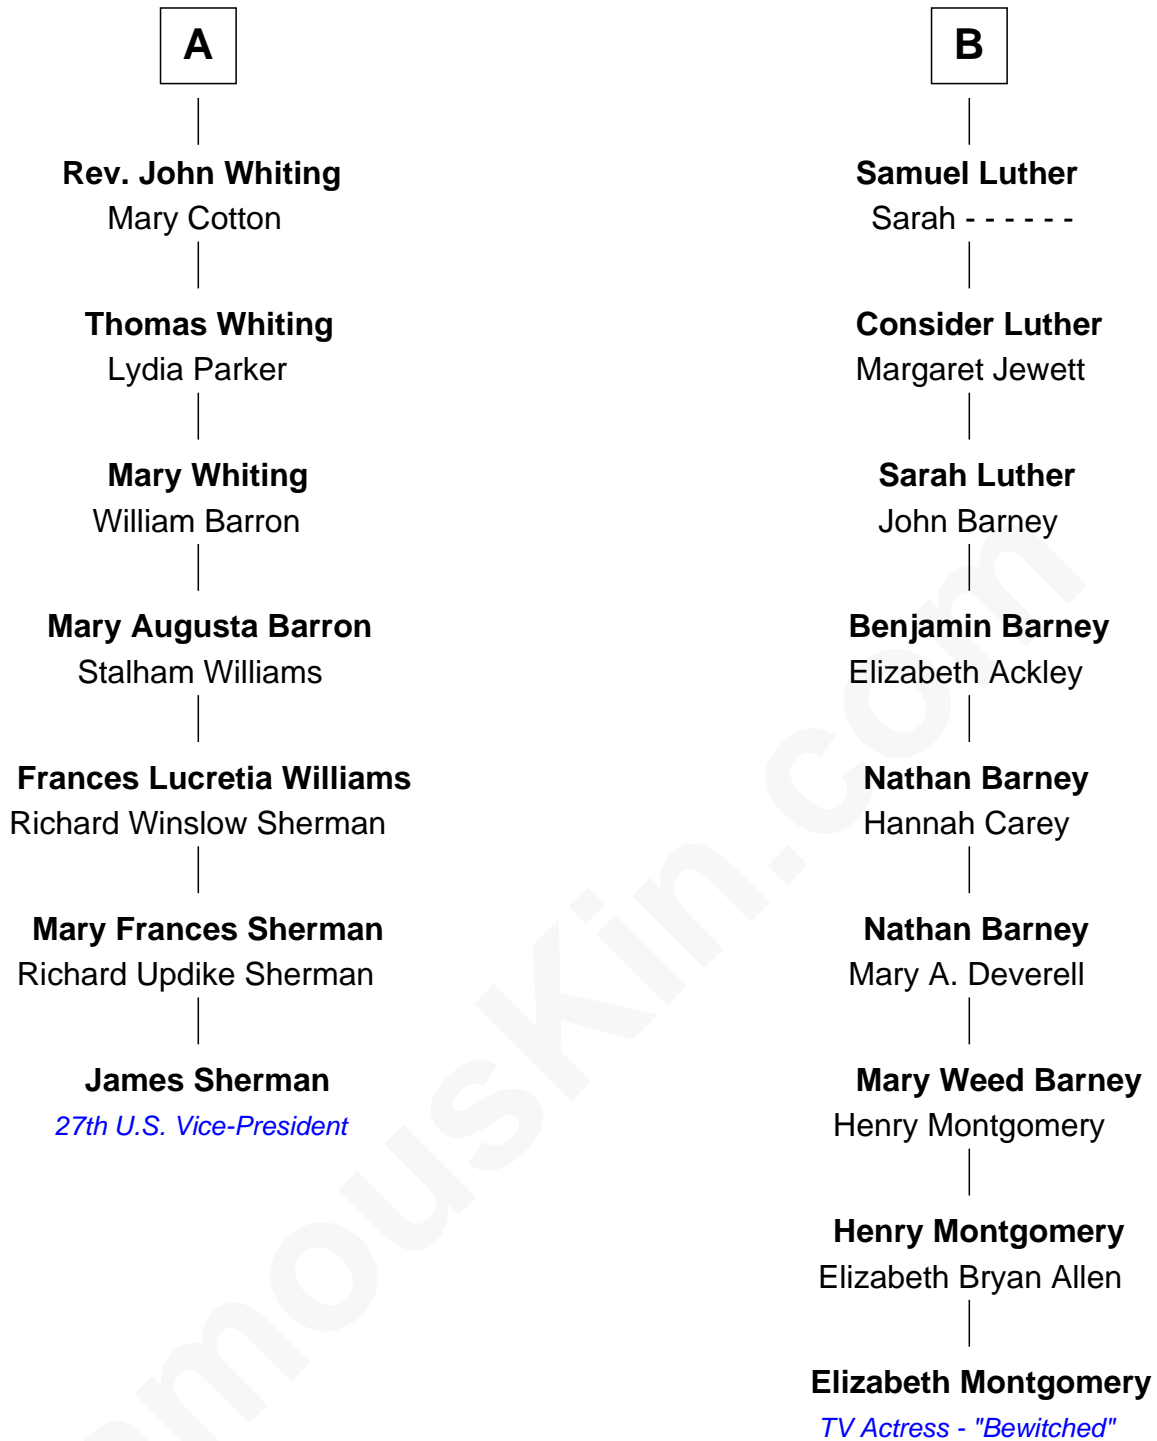 A
Rev. John Whiting
Mary Cotton
Thomas Whiting
Lydia Parker
Mary Whiting
William Barron
Mary Augusta Barron
Stalham Williams
Frances Lucretia Williams
Richard Winslow Sherman
Mary Frances Sherman
Richard Updike Sherman
James Sherman
27th U.S. Vice-President
B
Samuel Luther
Sarah - - - - - -
Consider Luther
Margaret Jewett
Sarah Luther
John Barney
Benjamin Barney
Elizabeth Ackley
Nathan Barney
Hannah Carey
Nathan Barney
Mary A. Deverell
Mary Weed Barney
Henry Montgomery
Henry Montgomery
Elizabeth Bryan Allen
Elizabeth Montgomery
TV Actress - "Bewitched"
amouskin.com